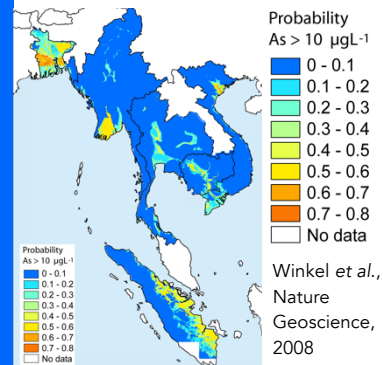 Probability
As > 10 µgL⁻¹
0 - 0.1
0.1 - 0.2
0.2 - 0.3
0.3 - 0.4
0.4 - 0.5
0.5 - 0.6
0.6 - 0.7
0.7 - 0.8
No data
Winkel et al.,
Nature
Geoscience,
2008
Probability
As > 10 µgL⁻¹
0 - 0.1
0.1 - 0.2
0.2 - 0.3
0.3 - 0.4
0.4 - 0.5
0.5 - 0.6
0.6 - 0.7
0.7 - 0.8
No data